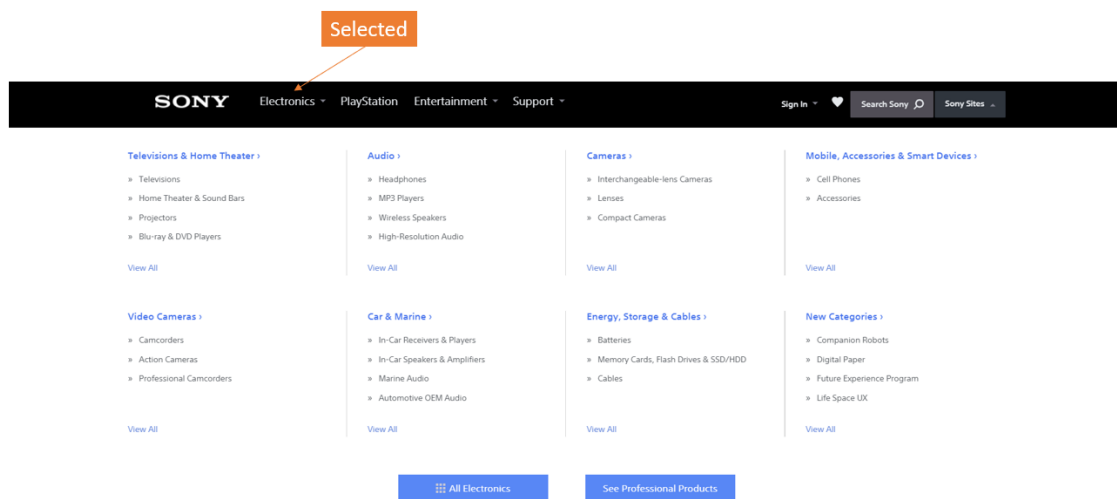 Selected
SONY Electronics PlayStation Entertainment Support Sign In Search Sony Sony Sites
Televisions & Home Theater ›
» Televisions
» Home Theater & Sound Bars
» Projectors
» Blu-ray & DVD Players
View All
Audio ›
» Headphones
» MP3 Players
» Wireless Speakers
» High-Resolution Audio
View All
Cameras ›
» Interchangeable-lens Cameras
» Lenses
» Compact Cameras
View All
Mobile, Accessories & Smart Devices ›
» Cell Phones
» Accessories
View All
Video Cameras ›
» Camcorders
» Action Cameras
» Professional Camcorders
View All
Car & Marine ›
» In-Car Receivers & Players
» In-Car Speakers & Amplifiers
» Marine Audio
» Automotive OEM Audio
View All
Energy, Storage & Cables ›
» Batteries
» Memory Cards, Flash Drives & SSD/HDD
» Cables
View All
New Categories ›
» Companion Robots
» Digital Paper
» Future Experience Program
» Life Space UX
View All
All Electronics
See Professional Products